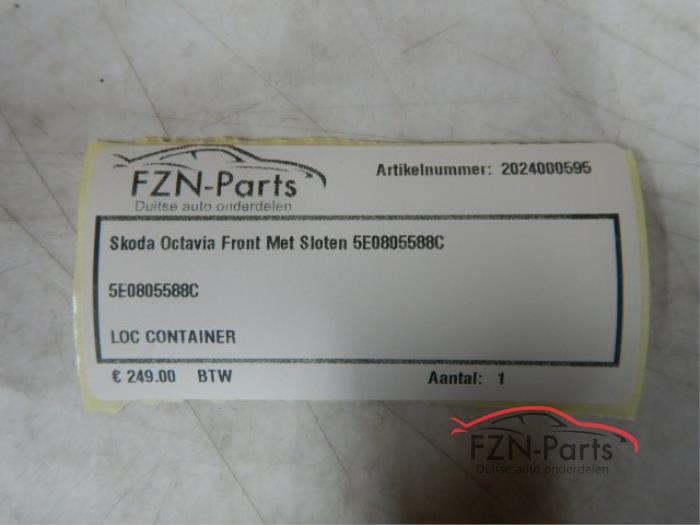 FZN-Parts
Duitse auto onderdelen
Artikelnummer: 2024000595
Skoda Octavia Front Met Sloten 5E0805588C
5E0805588C
LOC CONTAINER
€ 249.00 BTW
Aantal: 1
FZN-Parts
Duitse auto onderdelen